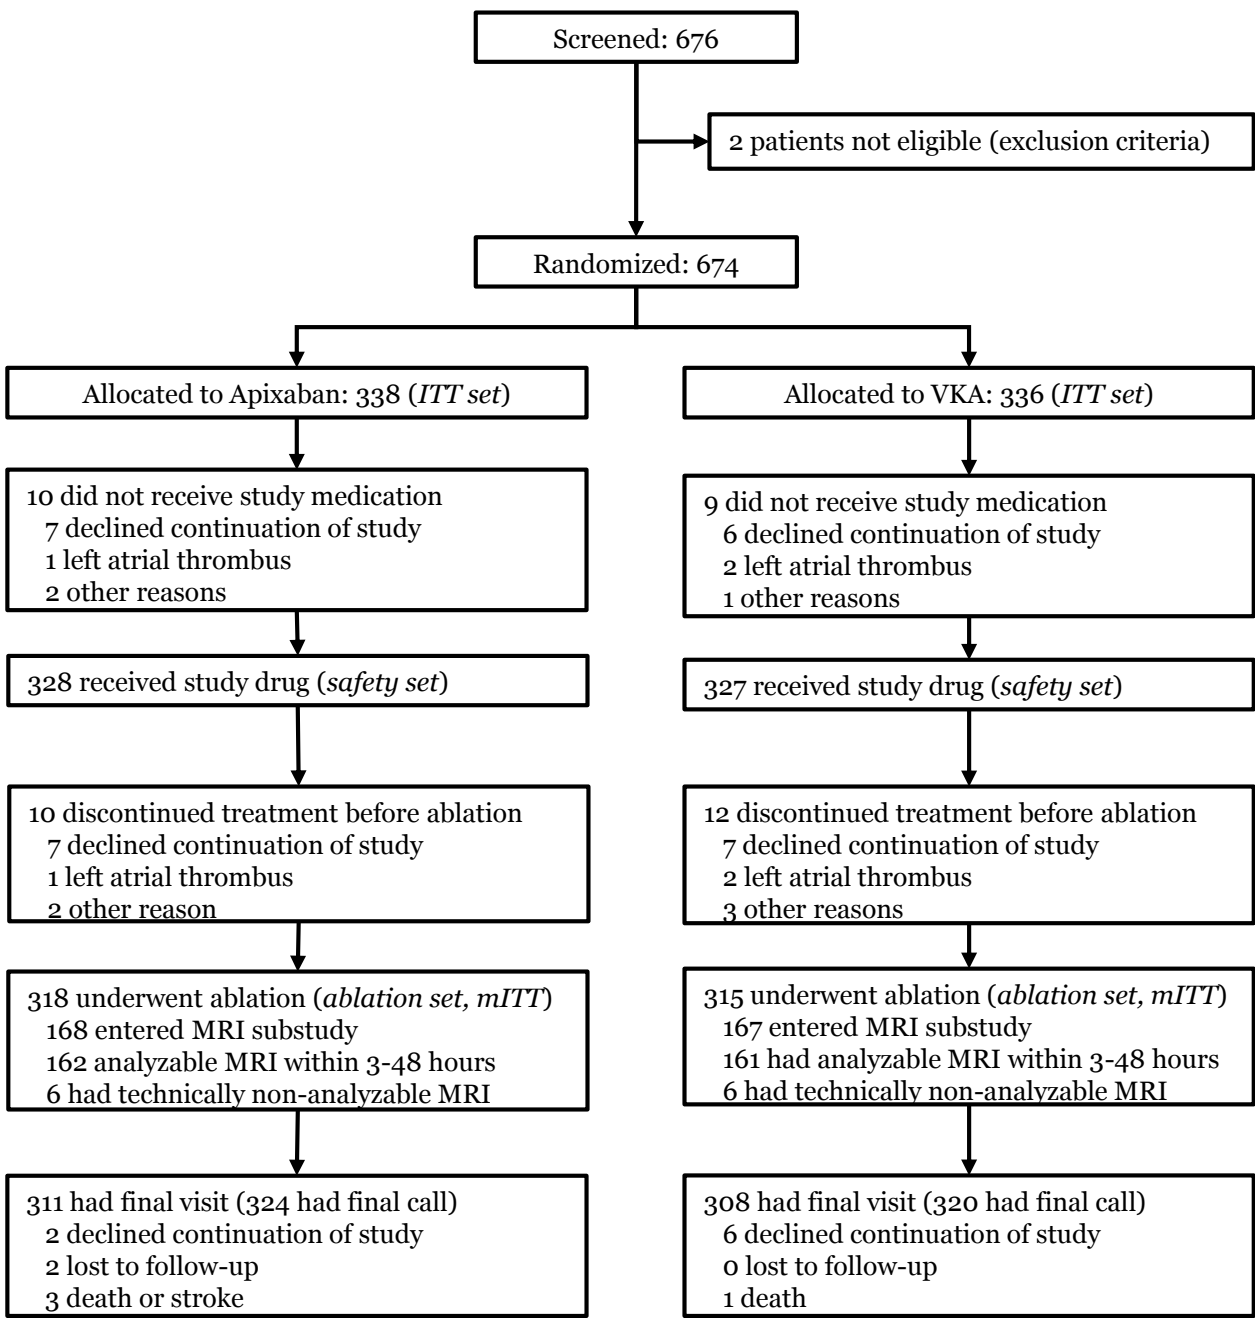 Screened: 676
2 patients not eligible (exclusion criteria)
Randomized: 674
Allocated to Apixaban: 338 (ITT set)
Allocated to VKA: 336 (ITT set)
10 did not receive study medication
7 declined continuation of study
1 left atrial thrombus
2 other reasons
9 did not receive study medication
6 declined continuation of study
2 left atrial thrombus
1 other reasons
328 received study drug (safety set)
327 received study drug (safety set)
10 discontinued treatment before ablation
7 declined continuation of study
1 left atrial thrombus
2 other reason
12 discontinued treatment before ablation
7 declined continuation of study
2 left atrial thrombus
3 other reasons
318 underwent ablation (ablation set, mITT)
168 entered MRI substudy
162 analyzable MRI within 3-48 hours
6 had technically non-analyzable MRI
315 underwent ablation (ablation set, mITT)
167 entered MRI substudy
161 had analyzable MRI within 3-48 hours
6 had technically non-analyzable MRI
311 had final visit (324 had final call)
2 declined continuation of study
2 lost to follow-up
3 death or stroke
308 had final visit (320 had final call)
6 declined continuation of study
0 lost to follow-up
1 death